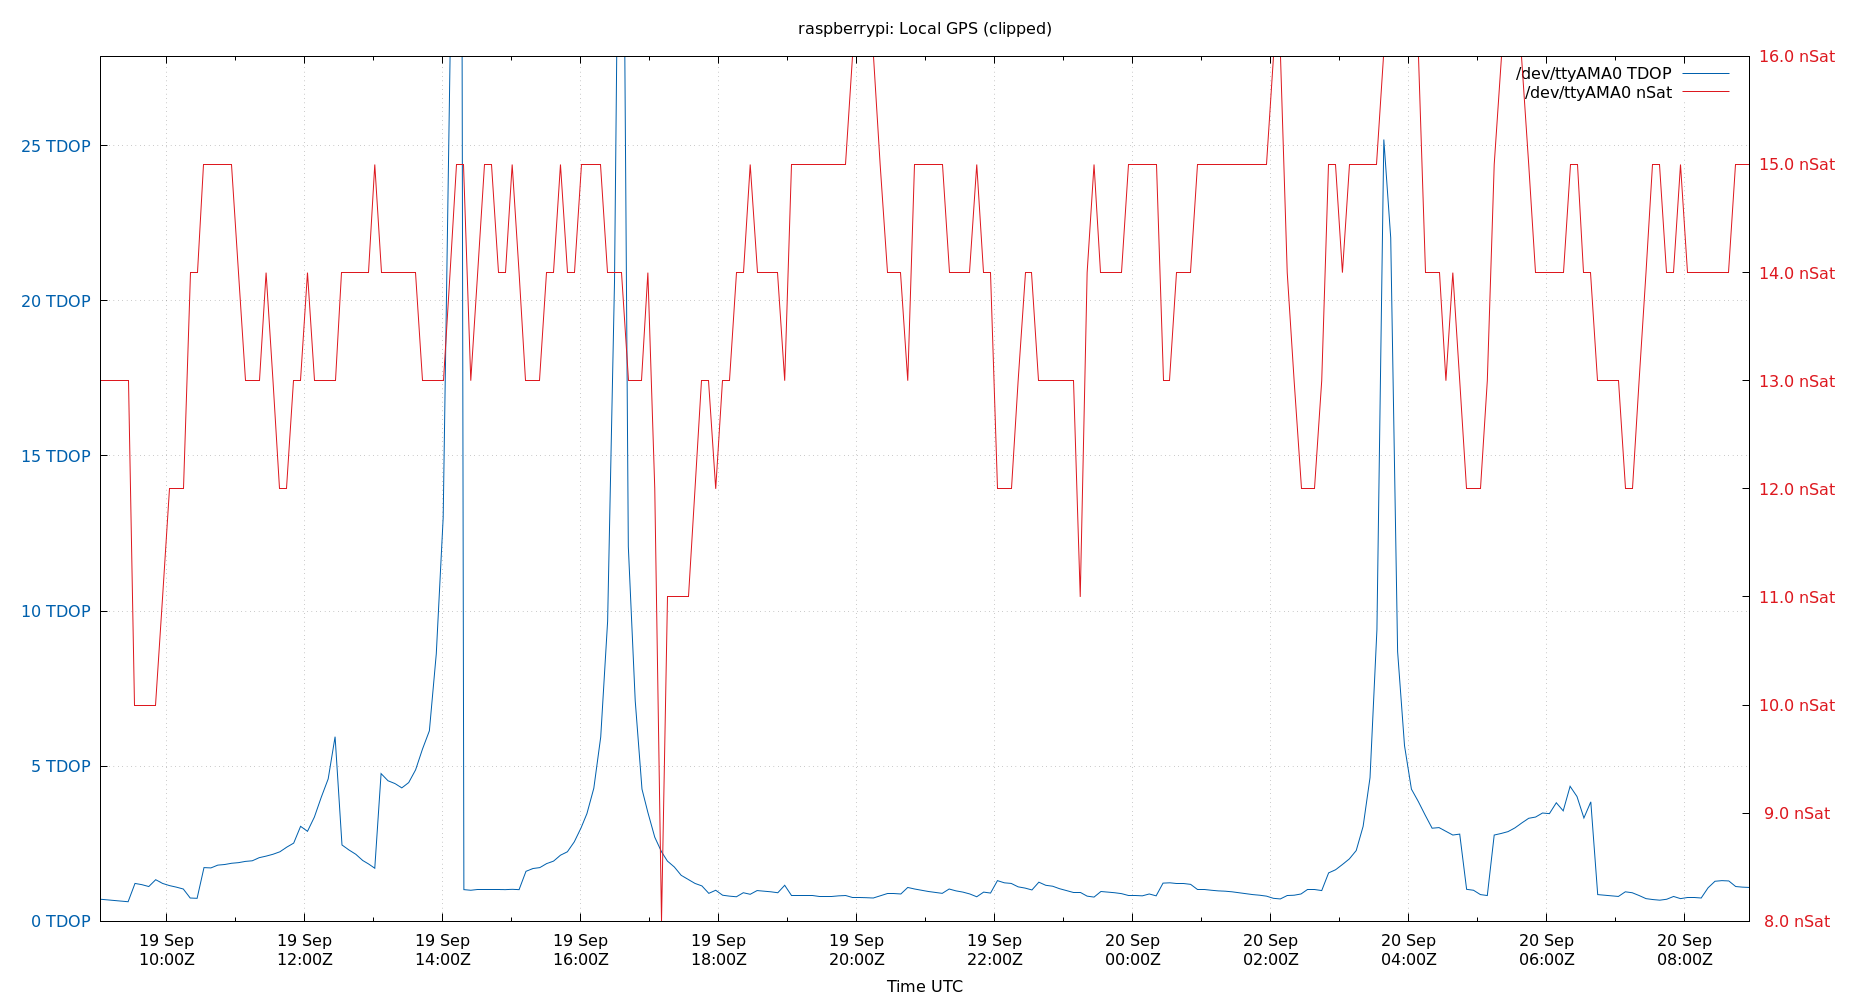 raspberrypi: Local GPS (clipped)
16.0 nSat
/dev/ttyAMA0 TDOP
/dev/ttyAMA0 nSat
25 TDOP
15.0 nSat
20 TDOP
14.0 nSat
13.0 nSat
15 TDOP
12.0 nSat
10 TDOP
11.0 nSat
10.0 nSat
5 TDOP
9.0 nSat
0 TDOP
8.0 nSat
19 Sep 19 Sep 19 Sep 19 Sep 19 Sep 19 Sep 19 Sep 20 Sep 20 Sep 20 Sep 20 Sep 20 Sep
10:00Z 12:00Z 14:00Z 16:00Z 18:00Z 20:00Z 22:00Z 00:00Z 02:00Z 04:00Z 06:00Z 08:00Z
Time UTC